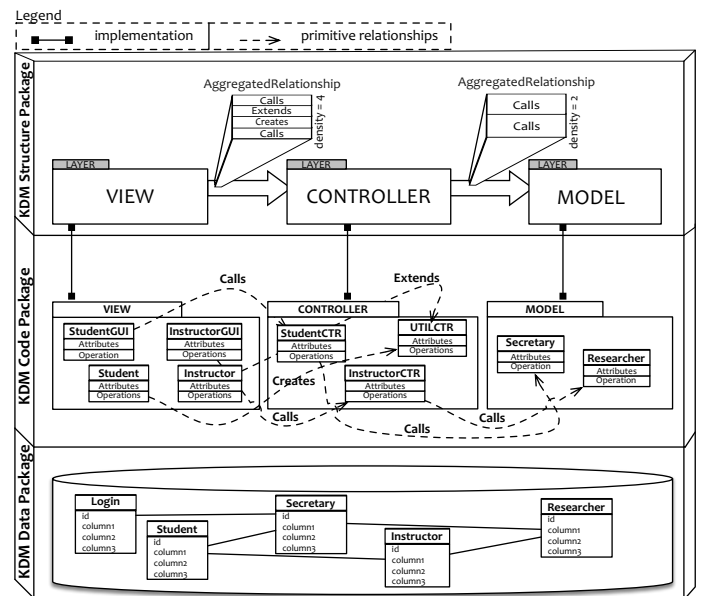 Legend
implementation
primitive relationships
KDM Structure Package
AggregatedRelationship
Calls
Extends
Creates
Calls
density = 4
AggregatedRelationship
Calls
Calls
density = 2
LAYER
VIEW
LAYER
CONTROLLER
LAYER
MODEL
KDM Code Package
Calls
Extends
VIEW
StudentGUI
Attributes
Operation
InstructorGUI
Attributes
Operations
Student
Attributes
Operations
Instructor
Attributes
Operations
CONTROLLER
StudentCTR
Attributes
Operations
UTILCTR
Attributes
Operations
InstructorCTR
Attributes
Operations
Creates
Calls
Calls
Calls
MODEL
Secretary
Attributes
Operation
Researcher
Attributes
Operation
KDM Data Package
Login
id
column1
column2
column3
Student
id
column1
column2
column3
Secretary
id
column1
column2
column3
Instructor
id
column1
column2
column3
Researcher
id
column1
column2
column3